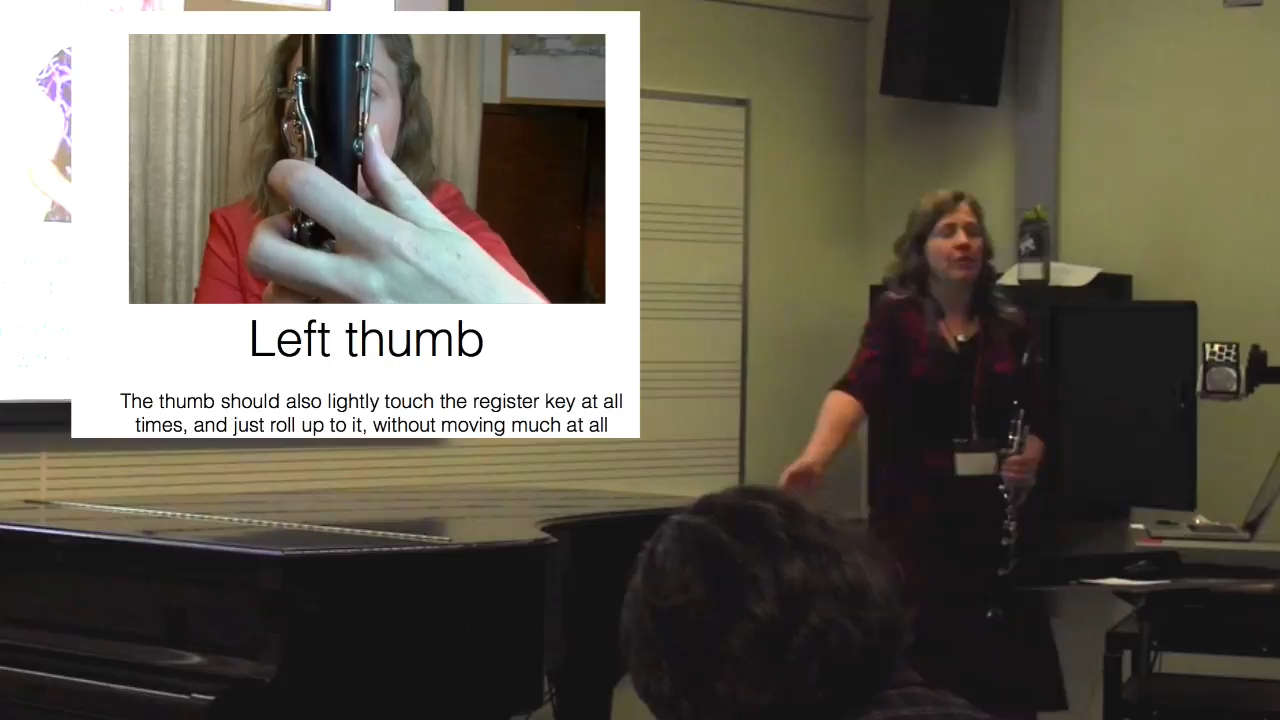 Left thumb
The thumb should also lightly touch the register key at all
times, and just roll up to it, without moving much at all